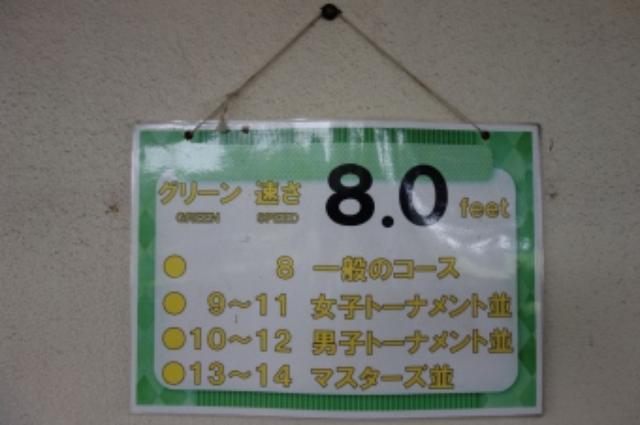 グリーン 速さ 8.0 feet
GREEN SPEED
● 8 一般のコース
● 9～11 女子トーナメント並
● 10～12 男子トーナメント並
● 13～14 マスターズ並